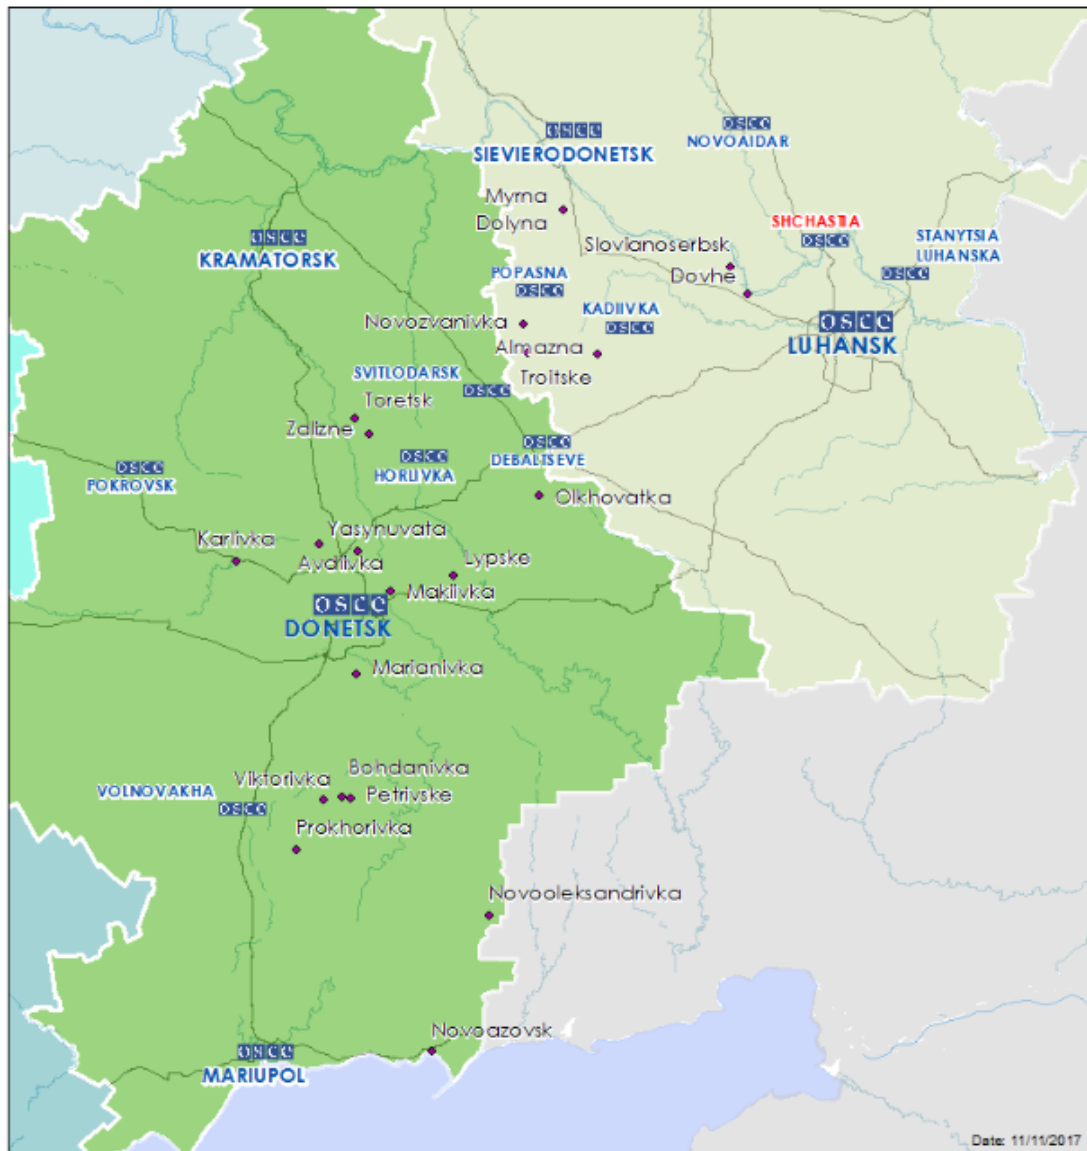 OSCE
SIEVIERODONETSK
OSCE
NOVOAIDAR
Myrna
Dolyna
SHCHASTIA
OSCE
STANYTSIA
LUHANSKA
OSCE
OSCE
KRAMATORSK
Slovianoserbsk
Dovhe
POPASNA
OSCE
KADIIVKA
OSCE
OSCE
LUHANSK
Novozvanivka
Almazna
Troitske
SVITLODARSK
OSCE
Toretsk
Zalizne
OSCE
HORLIVKA
OSCE
DEBALTSEVE
OSCE
POKROVSK
Olkhovatka
Karlivka
Yasynuvata
Avdiivka
Lypske
Makiivka
OSCE
DONETSK
Marianivka
Bohdanivka
Viktorivka
Petrivske
VOLNOVAKHA
OSCE
Prokhorivka
Novooleksandrivka
Novoazovsk
OSCE
MARIUPOL
Date: 11/11/2017